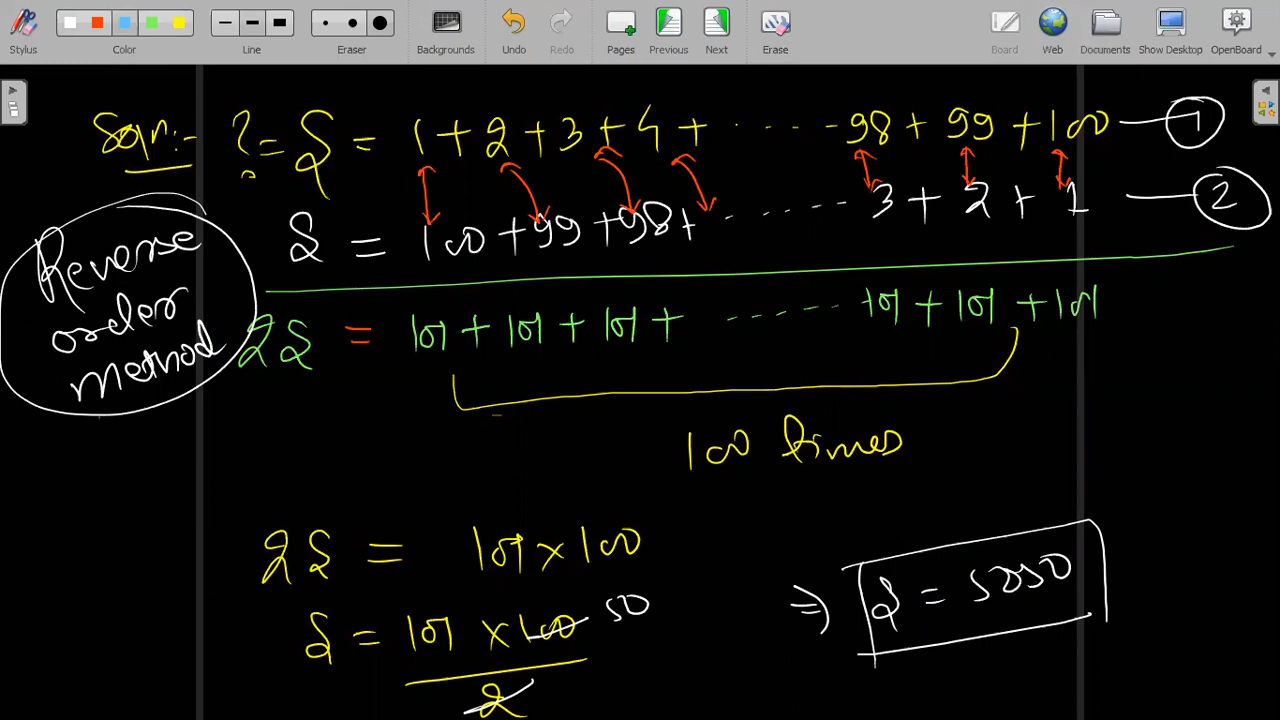 Stylus Color Line Eraser Backgrounds Undo Redo Pages Previous Next Erase Board Web Documents Show Desktop OpenBoard
Soln:- ? = S = 1 + 2 + 3 + 4 + ...... 98 + 99 + 100 — 1
S = 100 + 99 + 98 + ...... 3 + 2 + 1 — 2
Reverse
order
method
2S = 101 + 101 + 101 + ...... 101 + 101 + 101
100 times
2S = 101 × 100
S = 101 × 100 50
2
⇒ S = 5050